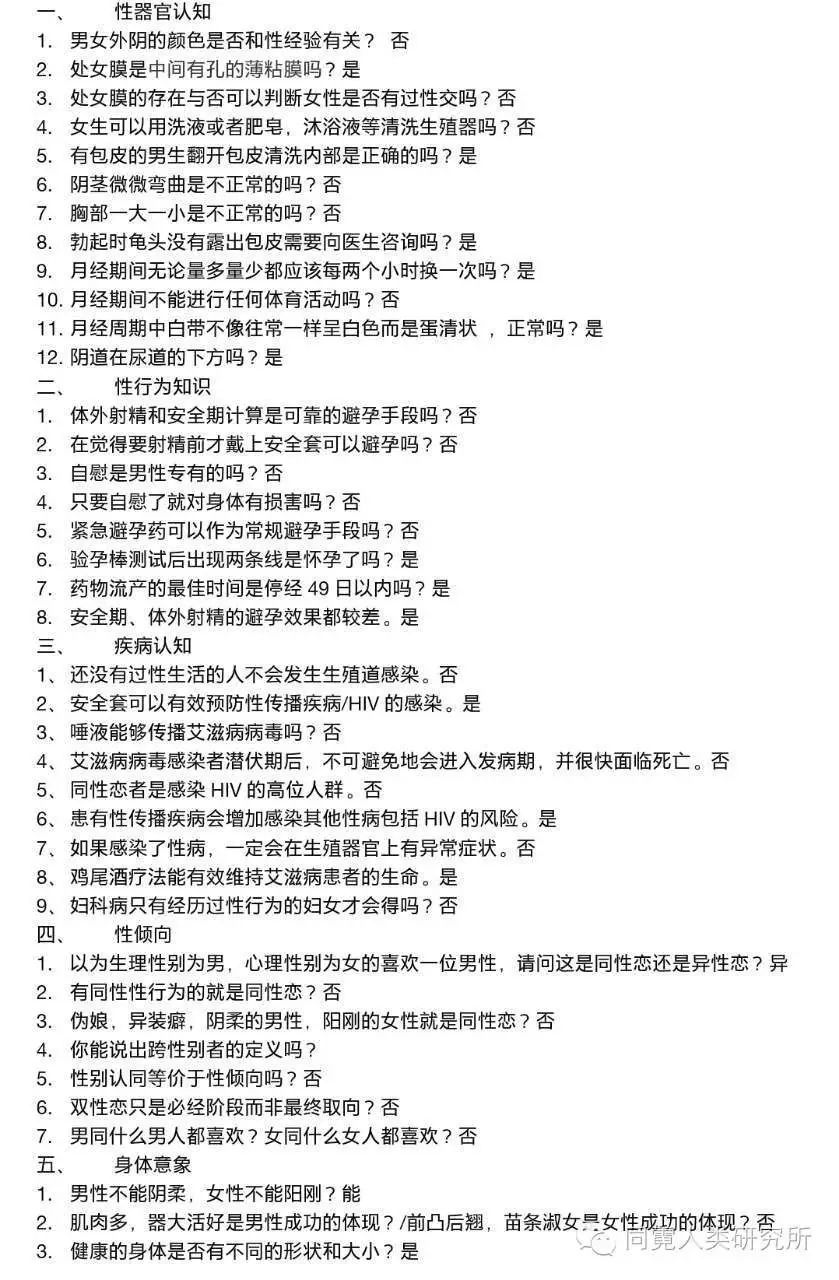 一、 性器官认知
1. 男女外阴的颜色是否和性经验有关? 否
2. 处女膜是中间有孔的薄粘膜吗?是
3. 处女膜的存在与否可以判断女性是否有过性交吗?否
4. 女生可以用洗液或者肥皂,沐浴液等清洗生殖器吗?否
5. 有包皮的男生翻开包皮清洗内部是正确的吗?是
6. 阴茎微微弯曲是不正常的吗?否
7. 胸部一大一小是不正常的吗?否
8. 勃起时龟头没有露出包皮需要向医生咨询吗?是
9. 月经期间无论量多量少都应该每两个小时换一次吗?是
10. 月经期间不能进行任何体育活动吗?否
11. 月经周期中白带不像往常一样呈白色而是蛋清状 ,正常吗?是
12. 阴道在尿道的下方吗?是
二、 性行为知识
1. 体外射精和安全期计算是可靠的避孕手段吗?否
2. 在觉得要射精前才戴上安全套可以避孕吗?否
3. 自慰是男性专有的吗?否
4. 只要自慰了就对身体有损害吗?否
5. 紧急避孕药可以作为常规避孕手段吗?否
6. 验孕棒测试后出现两条线是怀孕了吗?是
7. 药物流产的最佳时间是停经 49 日以内吗?是
8. 安全期、体外射精的避孕效果都较差。是
三、 疾病认知
1、还没有过性生活的人不会发生生殖道感染。否
2、安全套可以有效预防性传播疾病/HIV 的感染。是
3、唾液能够传播艾滋病病毒吗?否
4、艾滋病病毒感染者潜伏期后,不可避免地会进入发病期,并很快面临死亡。否
5、同性恋者是感染 HIV 的高位人群。否
6、患有性传播疾病会增加感染其他性病包括 HIV 的风险。是
7、如果感染了性病,一定会在生殖器官上有异常症状。否
8、鸡尾酒疗法能有效维持艾滋病患者的生命。是
9、妇科病只有经历过性行为的妇女才会得吗?否
四、 性倾向
1. 以为生理性别为男,心理性别为女的喜欢一位男性,请问这是同性恋还是异性恋?异
2. 有同性性行为的就是同性恋?否
3. 伪娘,异装癖,阴柔的男性,阳刚的女性就是同性恋?否
4. 你能说出跨性别者的定义吗?
5. 性别认同等价于性倾向吗?否
6. 双性恋只是必经阶段而非最终取向?否
7. 男同什么男人都喜欢?女同什么女人都喜欢?否
五、 身体意象
1. 男性不能阴柔,女性不能阳刚?能
2. 肌肉多,器大活好是男性成功的体现?/前凸后翘,苗条淑女是女性成功的体现?否
3. 健康的身体是否有不同的形状和大小?是
同霓人类研究所